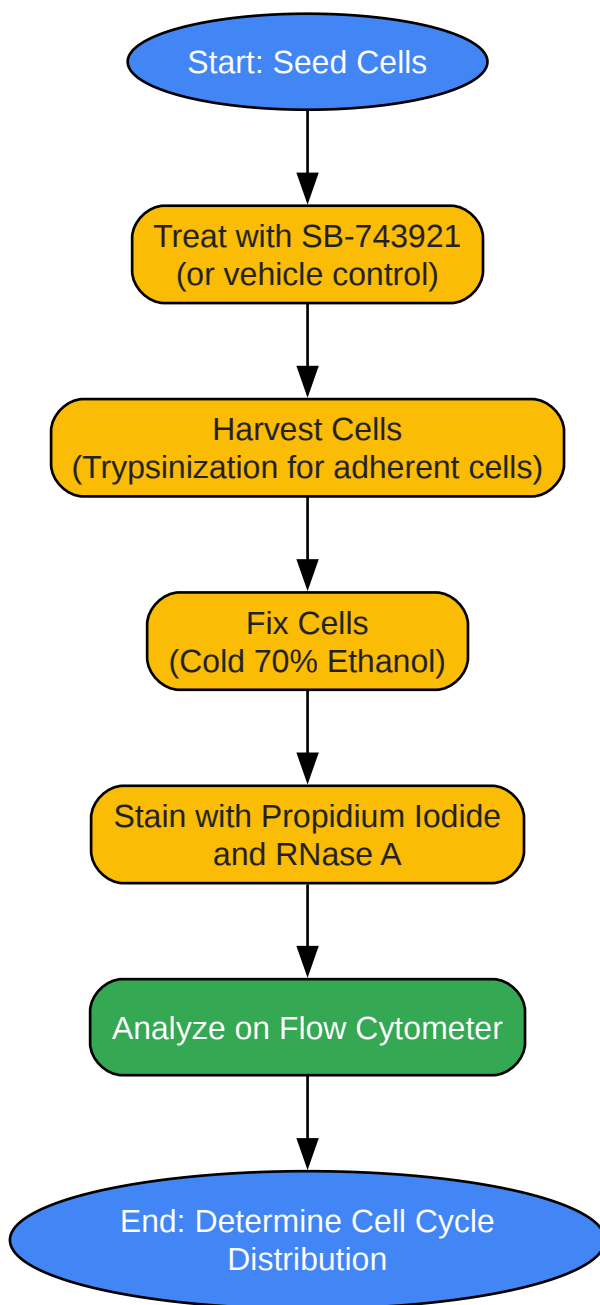 Start: Seed Cells
Treat with SB-743921
(or vehicle control)
Harvest Cells
(Trypsinization for adherent cells)
Fix Cells
(Cold 70% Ethanol)
Stain with Propidium Iodide
and RNase A
Analyze on Flow Cytometer
End: Determine Cell Cycle
Distribution